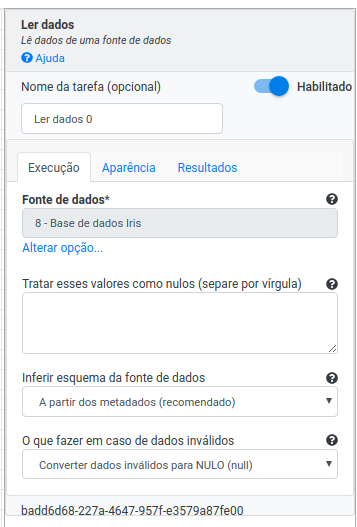 Ler dados
Lê dados de uma fonte de dados
Ajuda
Nome da tarefa (opcional) Habilitado
Ler dados 0
Execução Aparência Resultados
Fonte de dados*
8 - Base de dados Iris
Alterar opção...
Tratar esses valores como nulos (separe por vírgula)
Inferir esquema da fonte de dados
A partir dos metadados (recomendado)
O que fazer em caso de dados inválidos
Converter dados inválidos para NULO (null)
badd6d68-227a-4647-957f-e3579a87fe00